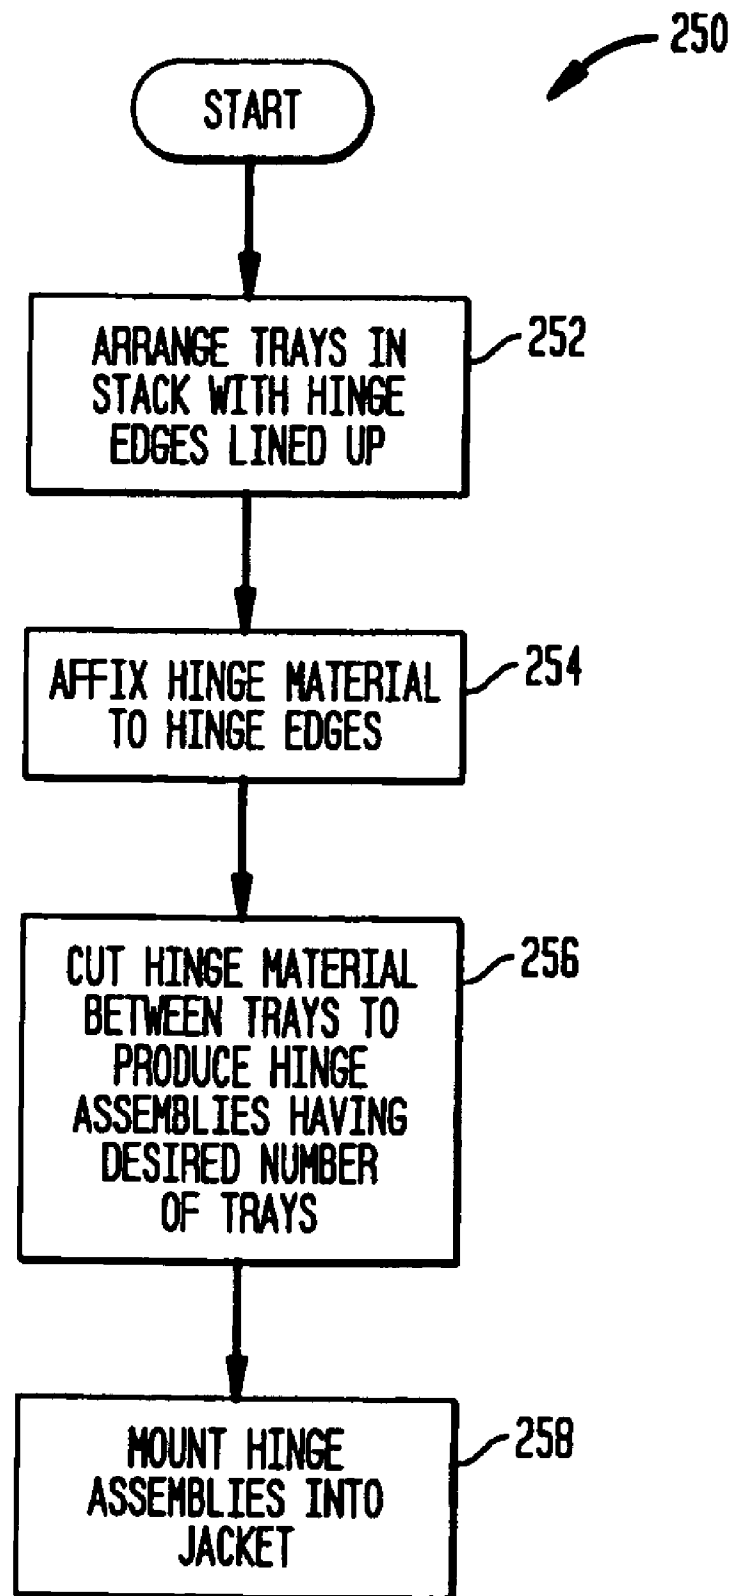 250
START
ARRANGE TRAYS IN
STACK WITH HINGE
EDGES LINED UP
252
AFFIX HINGE MATERIAL
TO HINGE EDGES
254
CUT HINGE MATERIAL
BETWEEN TRAYS TO
PRODUCE HINGE
ASSEMBLIES HAVING
DESIRED NUMBER
OF TRAYS
256
MOUNT HINGE
ASSEMBLIES INTO
JACKET
258